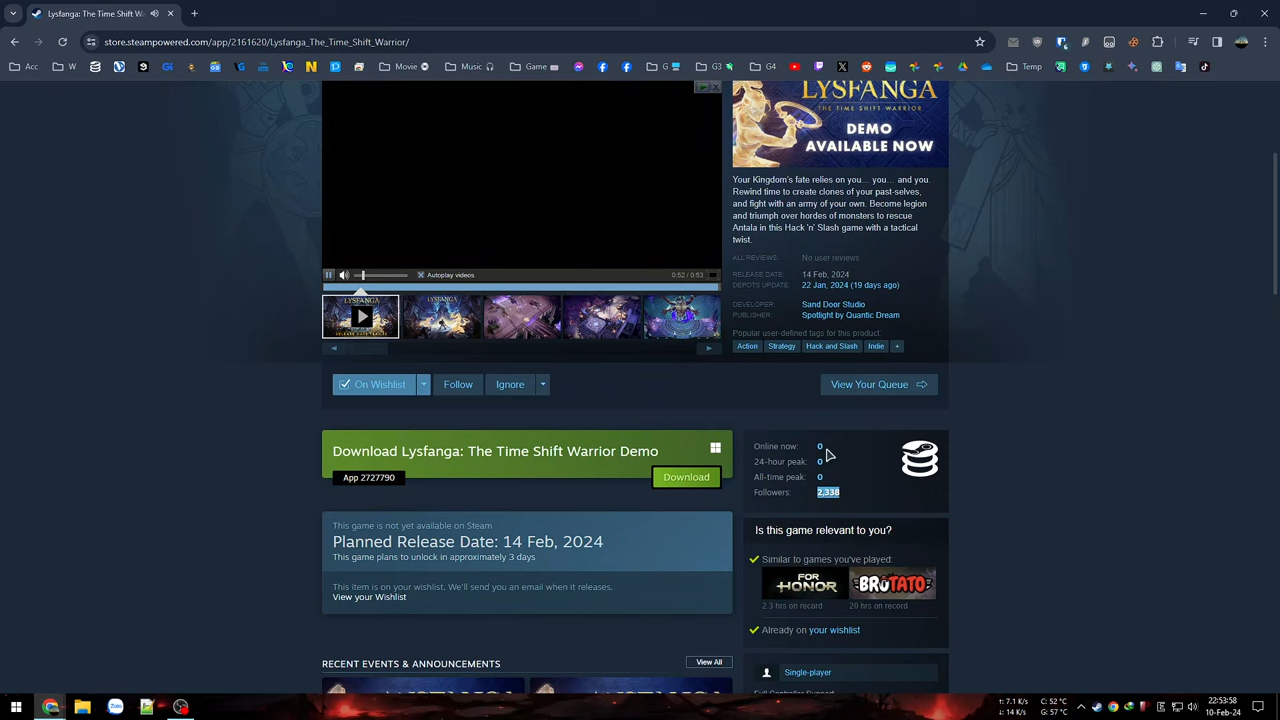 Lysfanga: The Time Shift Wa
store.steampowered.com/app/2161620/Lysfanga_The_Time_Shift_Warrior/
Acc
W
Movie
Music
Game
G
G3
Temp
LYSFANGA
THE TIME SHIFT WARRIOR
DEMO
AVAILABLE NOW
Your Kingdom's fate relies on you… you… and you.
Rewind time to create clones of your past-selves,
and fight with an army of your own. Become legion
and triumph over hordes of monsters to rescue
Antala in this Hack 'n' Slash game with a tactical
twist.
ALL REVIEWS: No user reviews
RELEASE DATE: 14 Feb, 2024
DEPOTS UPDATE: 22 Jan, 2024 (19 days ago)
DEVELOPER: Sand Door Studio
PUBLISHER: Spotlight by Quantic Dream
Popular user-defined tags for this product:
Action Strategy Hack and Slash Indie +
Autoplay videos 0:52 / 0:53
LYSFANGA
LYSFANGA
On Wishlist Follow Ignore View Your Queue
Download Lysfanga: The Time Shift Warrior Demo
App 2727790
Download
Online now: 0
24-hour peak: 0
All-time peak: 0
Followers: 2,338
This game is not yet available on Steam
Planned Release Date: 14 Feb, 2024
This game plans to unlock in approximately 3 days
This item is on your wishlist. We'll send you an email when it releases.
View your Wishlist
Is this game relevant to you?
Similar to games you've played:
FOR HONOR
BROTATO
2.3 hrs on record 20 hrs on record
Already on your wishlist
RECENT EVENTS & ANNOUNCEMENTS View All
Single-player
Full Controller Support
Zalo
↑: 7.1 K/s
↓: 14 K/s
C: 52 °C
G: 57 °C
22:53:58
10-Feb-24